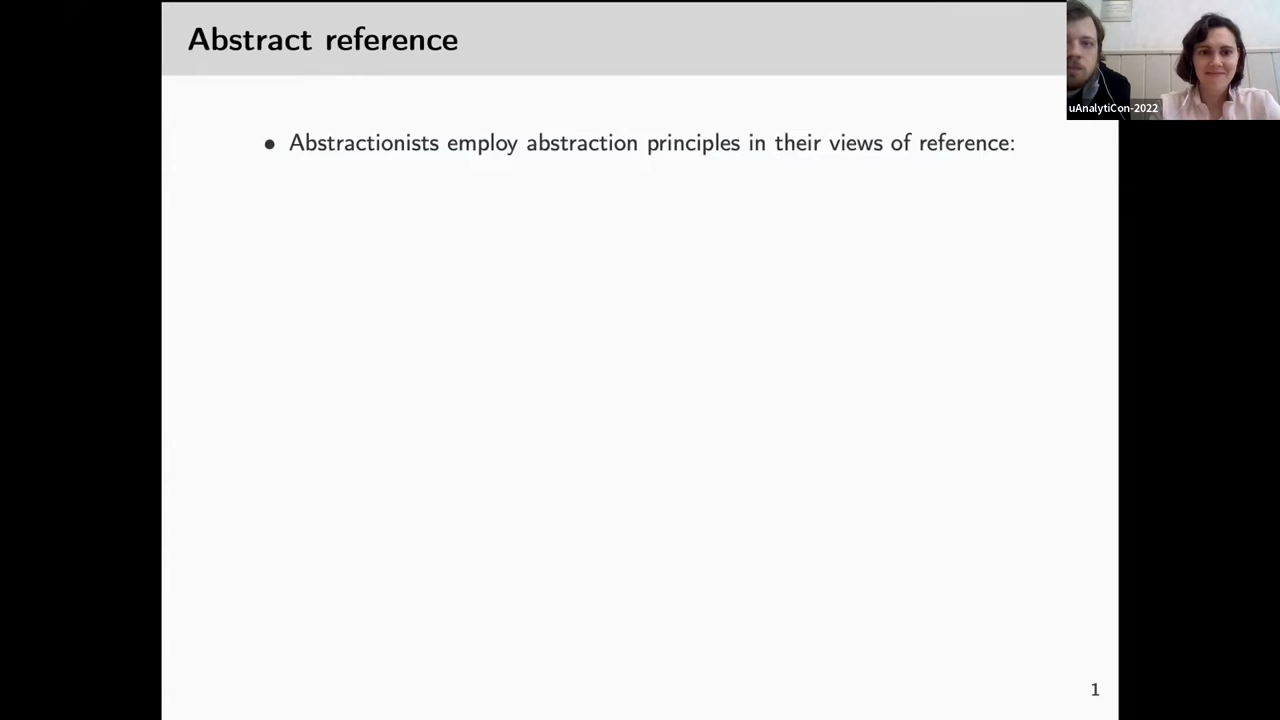 Abstract reference
uAnalytiCon-2022
• Abstractionists employ abstraction principles in their views of reference:
1